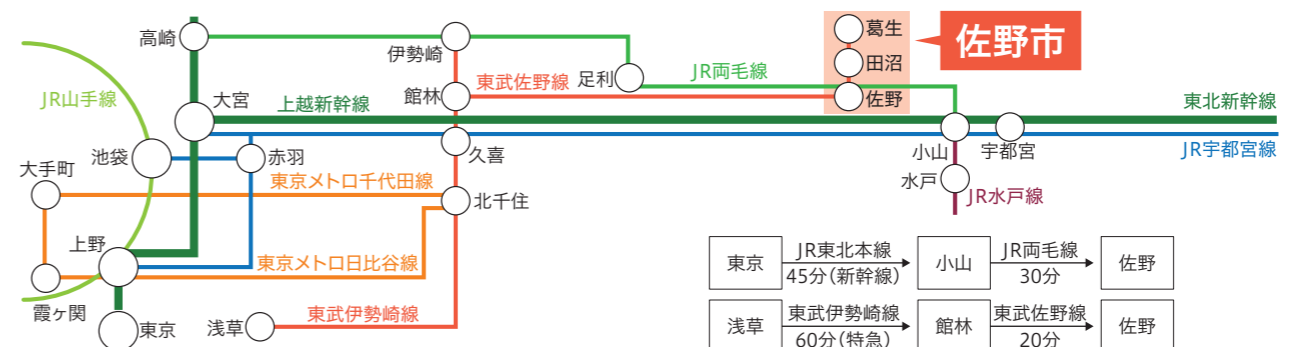 高崎
伊勢崎
葛生
佐野市
田沼
JR両毛線
足利
東武佐野線
館林
佐野
JR山手線
大宮
上越新幹線
東北新幹線
久喜
小山
宇都宮
JR宇都宮線
池袋
赤羽
大手町
東京メトロ千代田線
水戸
JR水戸線
北千住
上野
東京メトロ日比谷線
霞ヶ関
東京
浅草
東武伊勢崎線
東京
JR東北本線
45分(新幹線)
小山
JR両毛線
30分
佐野
浅草
東武伊勢崎線
60分(特急)
館林
東武佐野線
20分
佐野